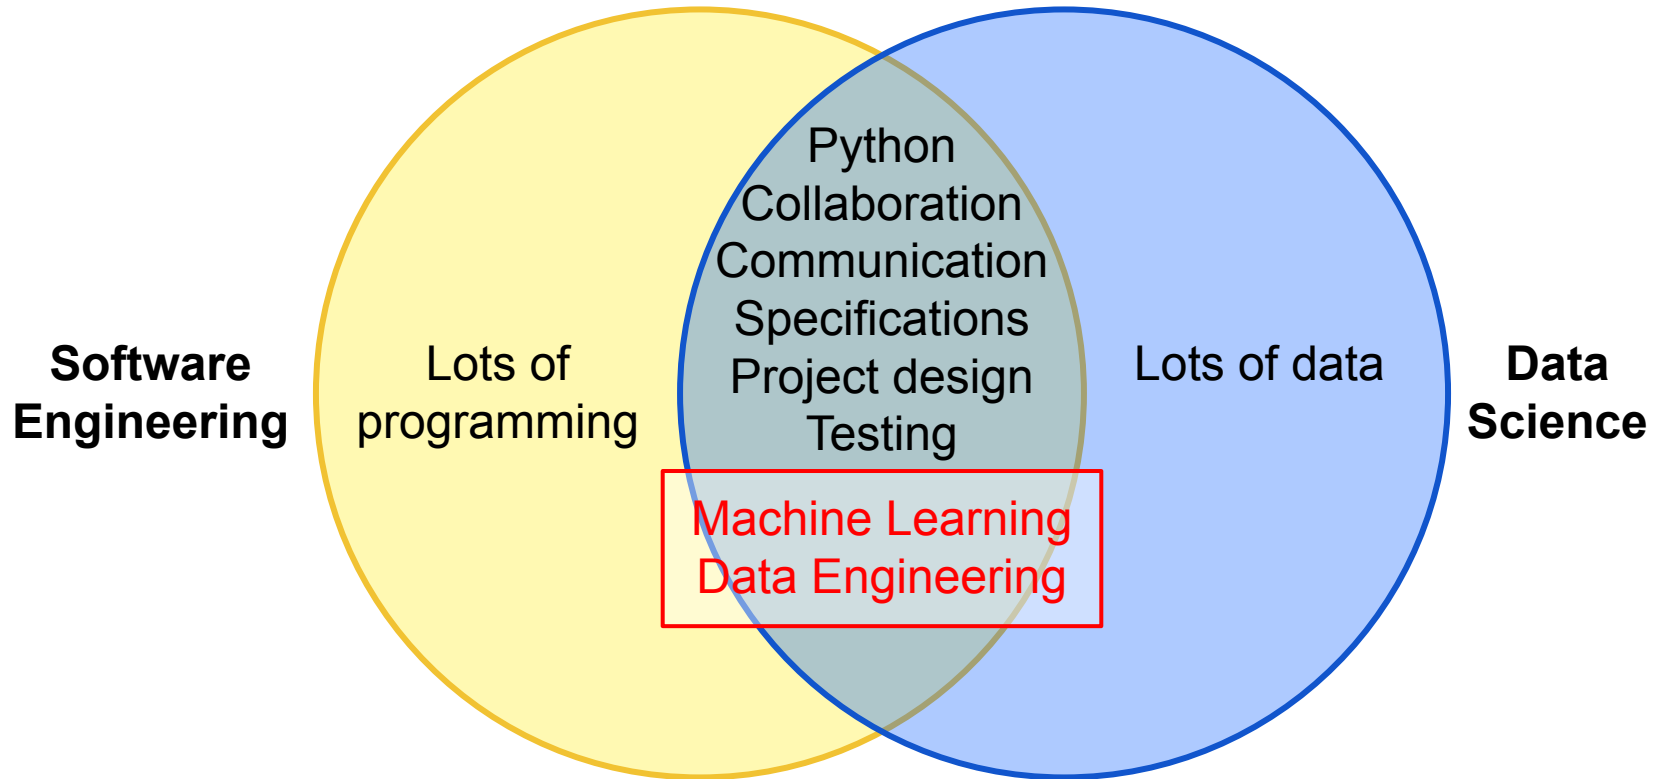 Software
Engineering
Lots of
programming
Python
Collaboration
Communication
Specifications
Project design
Testing
Machine Learning
Data Engineering
Lots of data
Data
Science